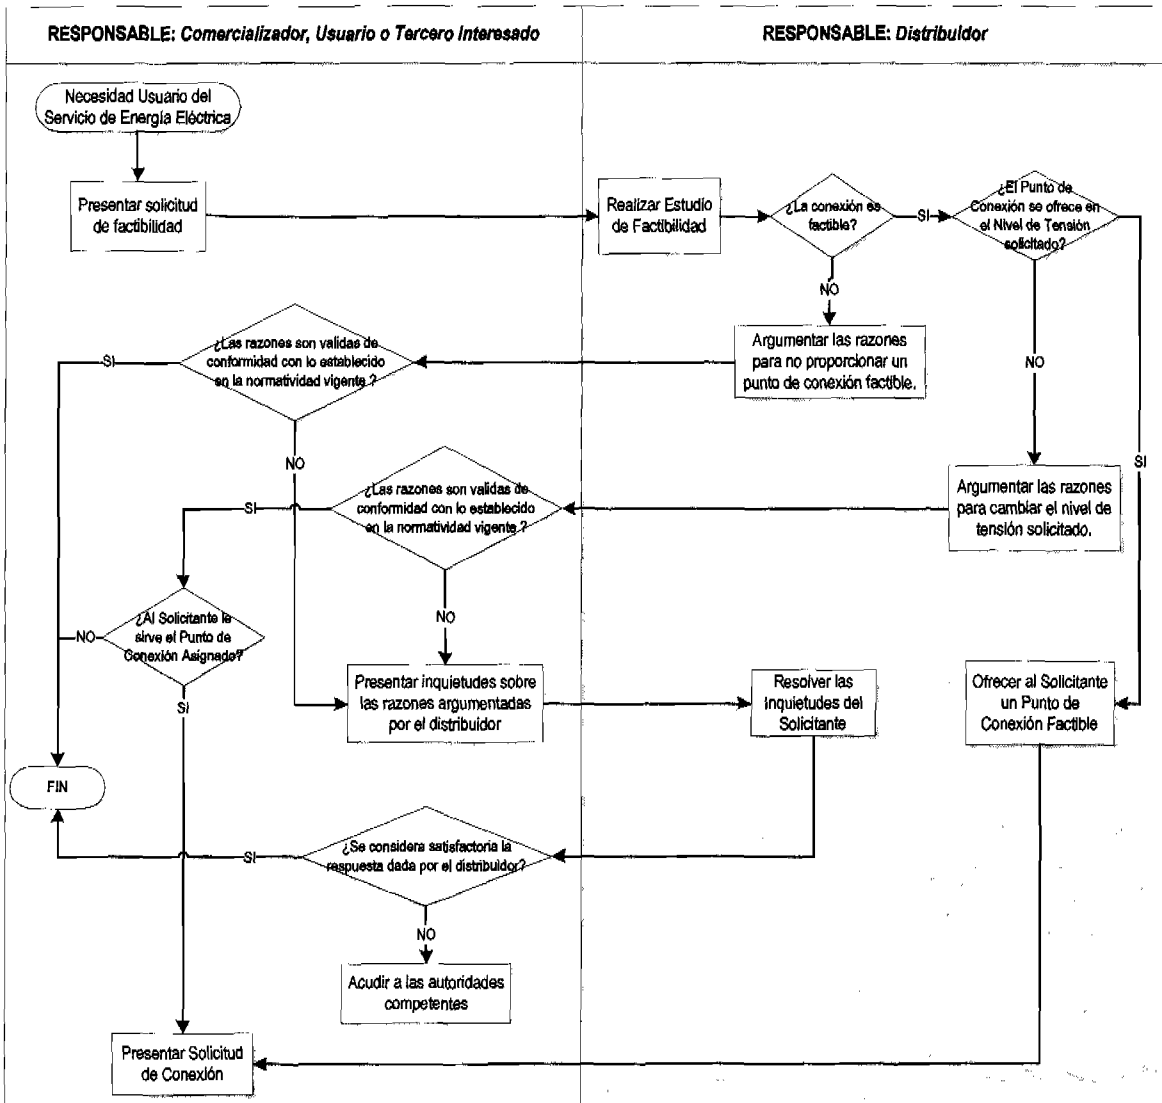 RESPONSABLE: Comercializador, Usuario o Tercero Interesado
RESPONSABLE: Distribuidor
Necesidad Usuario del
Servicio de Energía Eléctrica
Presentar solicitud
de factibilidad
Realizar Estudio
de Factibilidad
¿La conexión es
factible?
SI
¿El Punto de
Conexión se ofrece en
el Nivel de Tensión
solicitado?
NO
Argumentar las razones
para no proporcionar un
punto de conexión factible.
NO
SI
¿Las razones son validas de
conformidad con lo establecido
en la normatividad vigente ?
SI
NO
Argumentar las razones
para cambiar el nivel de
tensión solicitado.
¿Las razones son validas de
conformidad con lo establecido
en la normatividad vigente ?
SI
NO
¿Al Solicitante le
sirve el Punto de
Conexión Asignado?
NO
SI
Presentar inquietudes sobre
las razones argumentadas
por el distribuidor
Resolver las
Inquietudes del
Solicitante
Ofrecer al Solicitante
un Punto de
Conexión Factible
FIN
¿Se considera satisfactoria la
respuesta dada por el distribuidor?
SI
NO
Acudir a las autoridades
competentes
Presentar Solicitud
de Conexión